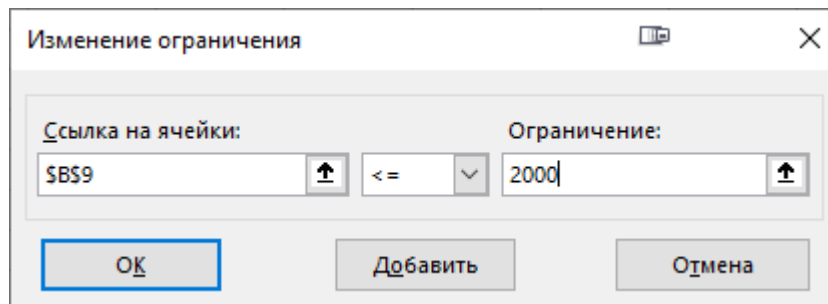 Изменение ограничения
Ссылка на ячейки: Ограничение:
$B$9 <= 2000
ОК Добавить Отмена